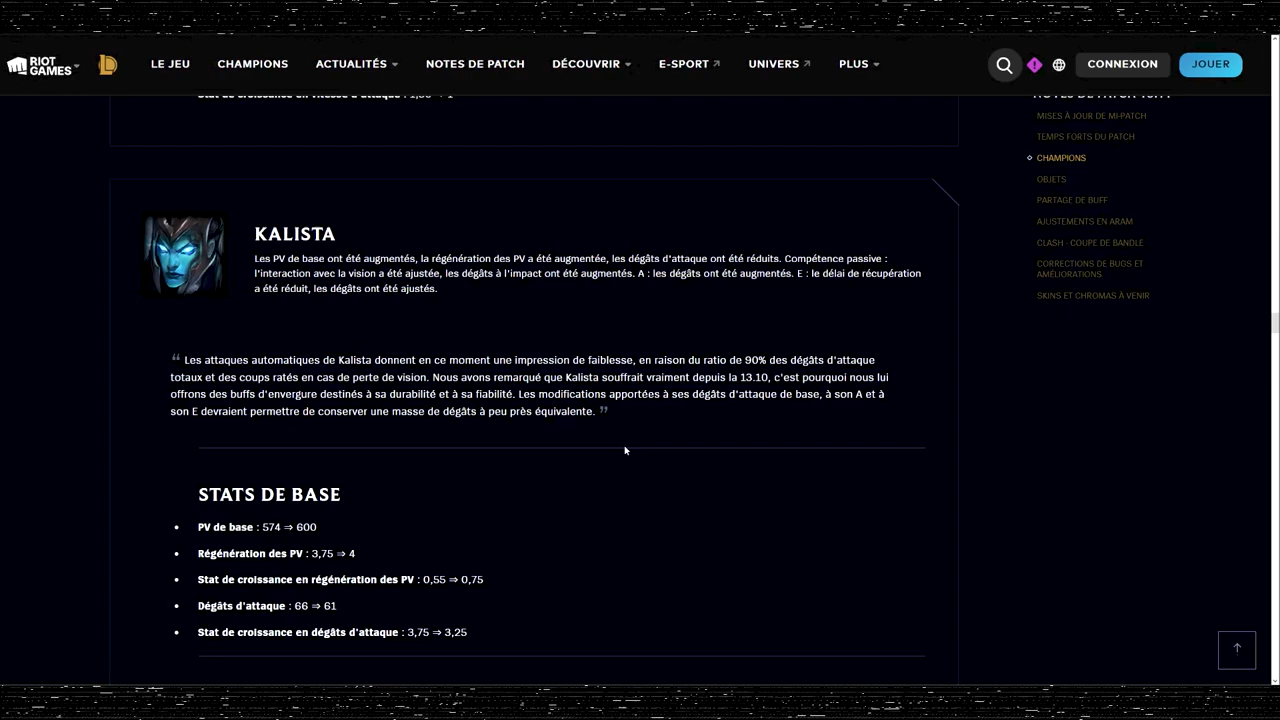 RIOT GAMES
LE JEU
CHAMPIONS
ACTUALITÉS
NOTES DE PATCH
DÉCOUVRIR
E-SPORT
UNIVERS
PLUS
CONNEXION
JOUER
MISES À JOUR DE MI-PATCH
TEMPS FORTS DU PATCH
CHAMPIONS
OBJETS
PARTAGE DE BUFF
AJUSTEMENTS EN ARAM
CLASH - COUPE DE BANDLE
CORRECTIONS DE BUGS ET
AMÉLIORATIONS
SKINS ET CHROMAS À VENIR
KALISTA
Les PV de base ont été augmentés, la régénération des PV a été augmentée, les dégâts d'attaque ont été réduits. Compétence passive :
l'interaction avec la vision a été ajustée, les dégâts à l'impact ont été augmentés. A : les dégâts ont été augmentés. E : le délai de récupération
a été réduit, les dégâts ont été ajustés.
“ Les attaques automatiques de Kalista donnent en ce moment une impression de faiblesse, en raison du ratio de 90% des dégâts d'attaque
totaux et des coups ratés en cas de perte de vision. Nous avons remarqué que Kalista souffrait vraiment depuis la 13.10, c'est pourquoi nous lui
offrons des buffs d'envergure destinés à sa durabilité et à sa fiabilité. Les modifications apportées à ses dégâts d'attaque de base, à son A et à
son E devraient permettre de conserver une masse de dégâts à peu près équivalente. ”
STATS DE BASE
• PV de base : 574 ⇒ 600
• Régénération des PV : 3,75 ⇒ 4
• Stat de croissance en régénération des PV : 0,55 ⇒ 0,75
• Dégâts d'attaque : 66 ⇒ 61
• Stat de croissance en dégâts d'attaque : 3,75 ⇒ 3,25